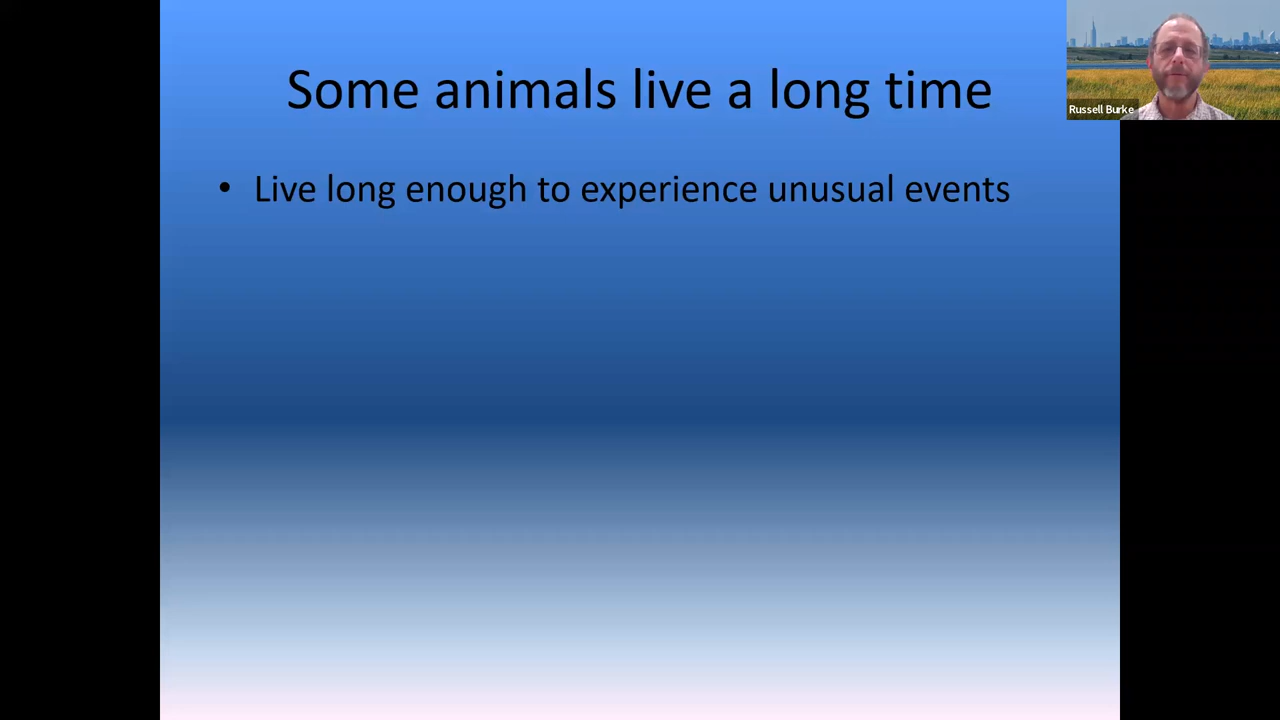 Some animals live a long time
• Live long enough to experience unusual events
Russell Burke